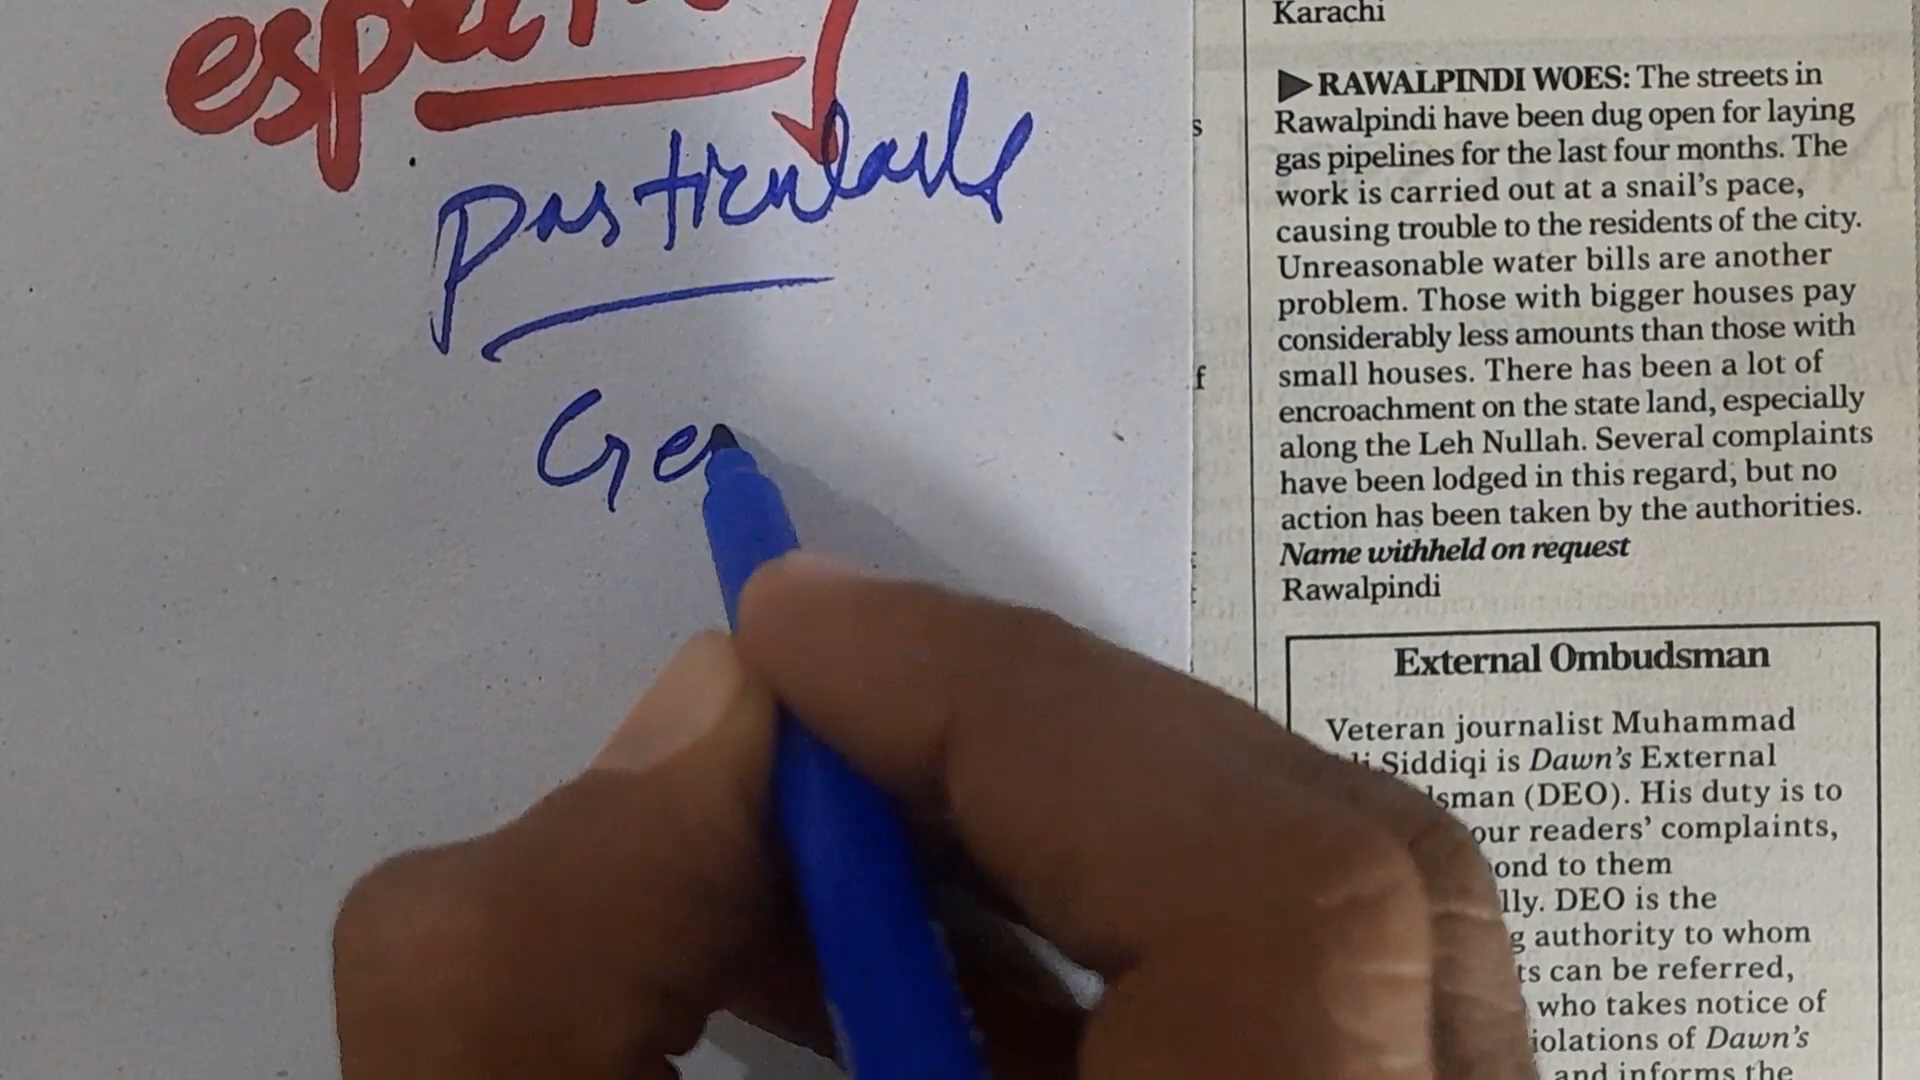 Particularly
Ge
Karachi
▶RAWALPINDI WOES: The streets in
Rawalpindi have been dug open for laying
gas pipelines for the last four months. The
work is carried out at a snail's pace,
causing trouble to the residents of the city.
Unreasonable water bills are another
problem. Those with bigger houses pay
considerably less amounts than those with
small houses. There has been a lot of
encroachment on the state land, especially
along the Leh Nullah. Several complaints
have been lodged in this regard, but no
action has been taken by the authorities.
Name withheld on request
Rawalpindi
External Ombudsman
Veteran journalist Muhammad
Siddiqi is Dawn's External
(DEO). His duty is to
our readers' complaints,
to them
DEO is the
authority to whom
can be referred,
who takes notice of
of Dawn's
and informs the